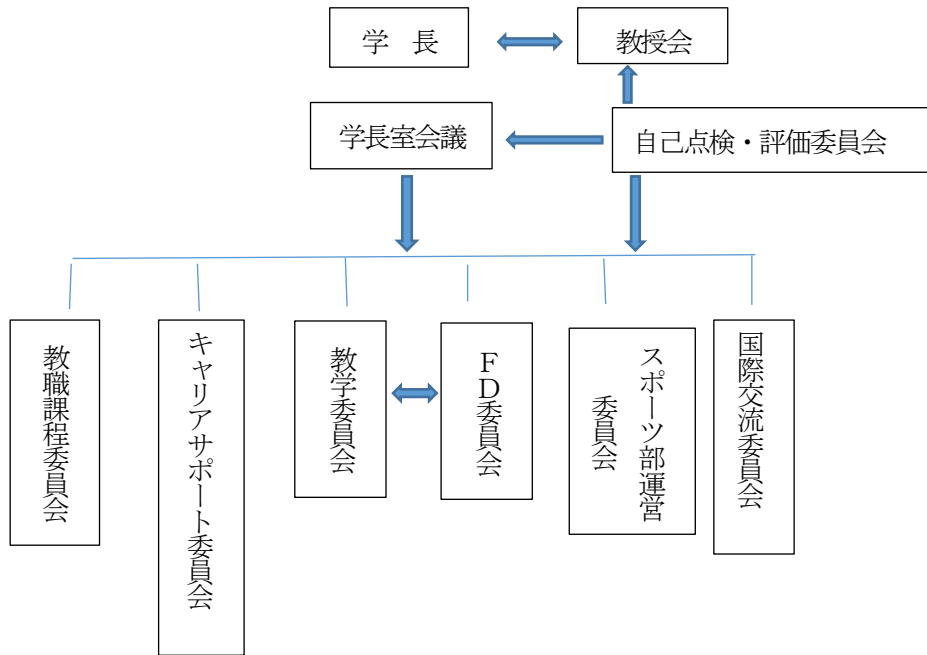 学　長
教授会
学長室会議
自己点検・評価委員会
教職課程委員会
キャリアサポート委員会
教学委員会
ＦＤ委員会
スポーツ部運営
委員会
国際交流委員会